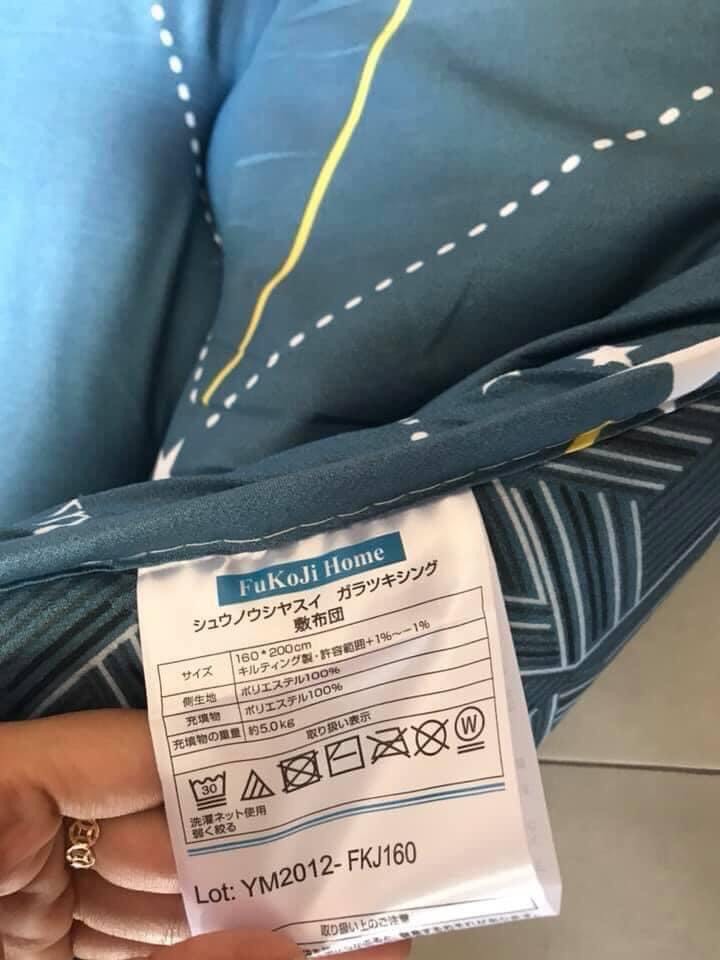 FuKoJi Home
シュウノウシヤスイ ガラツキシング
敷布団
サイズ 160*200cm
キルティング製・許容範囲+1%~-1%
側生地 ポリエステル100%
充填物 ポリエステル100%
充填物の重量 約5.0kg
取り扱い表示
30
W
洗濯ネット使用
弱く絞る
Lot: YM2012- FKJ160
取り扱い上のご注意